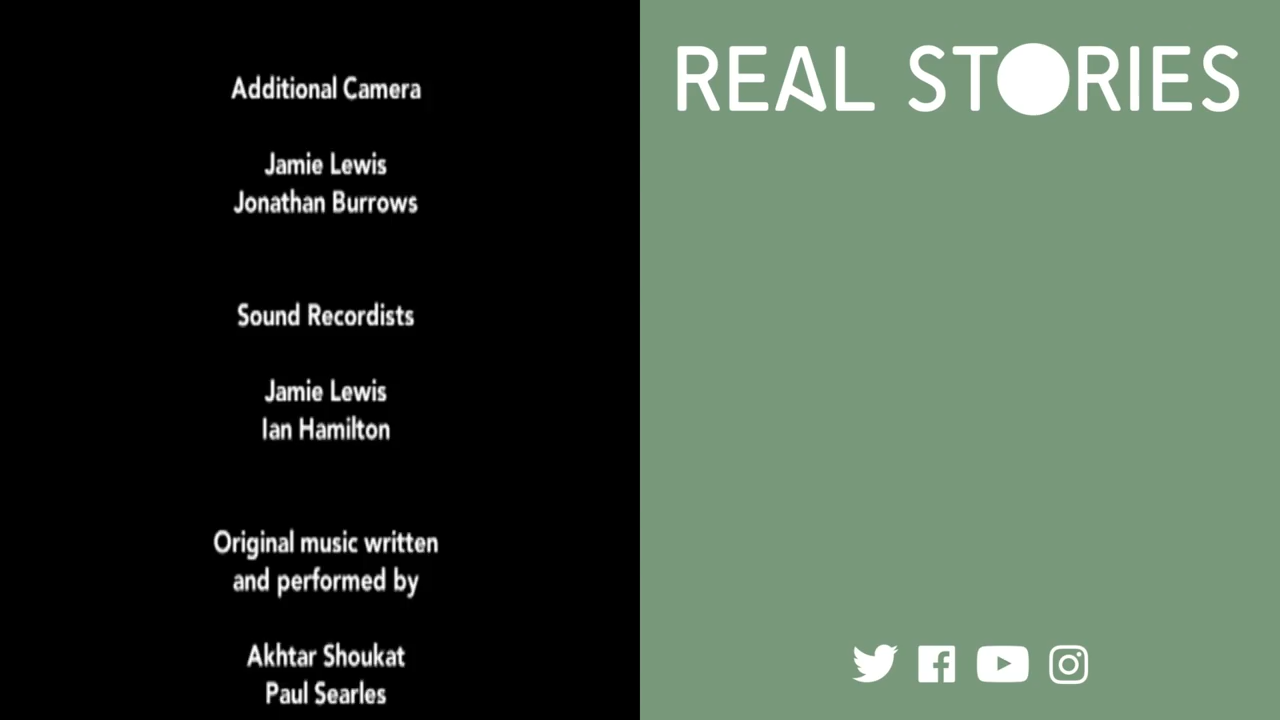 Additional Camera
Jamie Lewis
Jonathan Burrows
Sound Recordists
Jamie Lewis
Ian Hamilton
Original music written
and performed by
Akhtar Shoukat
Paul Searles
REAL STORIES